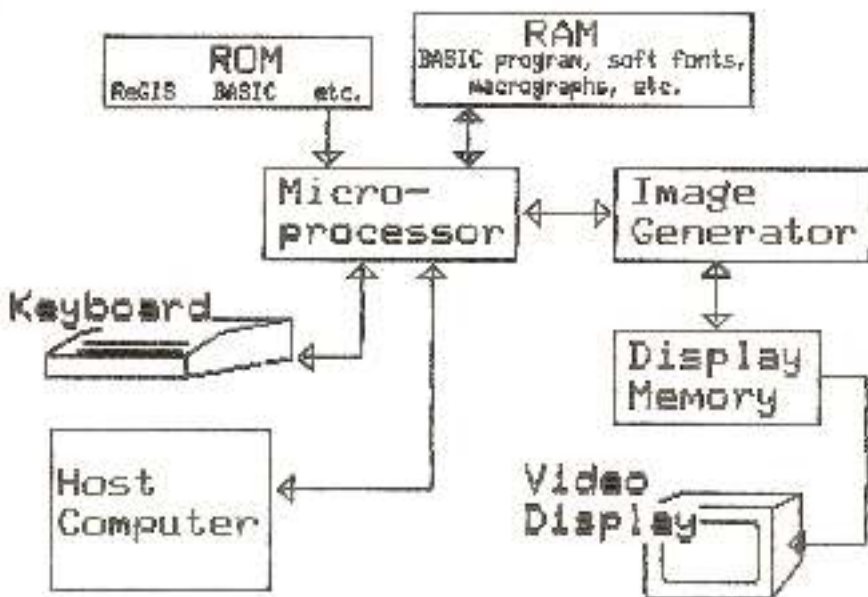 ROM
ReGIS BASIC etc.
RAM
BASIC program, soft fonts,
macrographs, etc.
Micro-
processor
Image
Generator
Keyboard
Display
Memory
Host
Computer
Video
Display